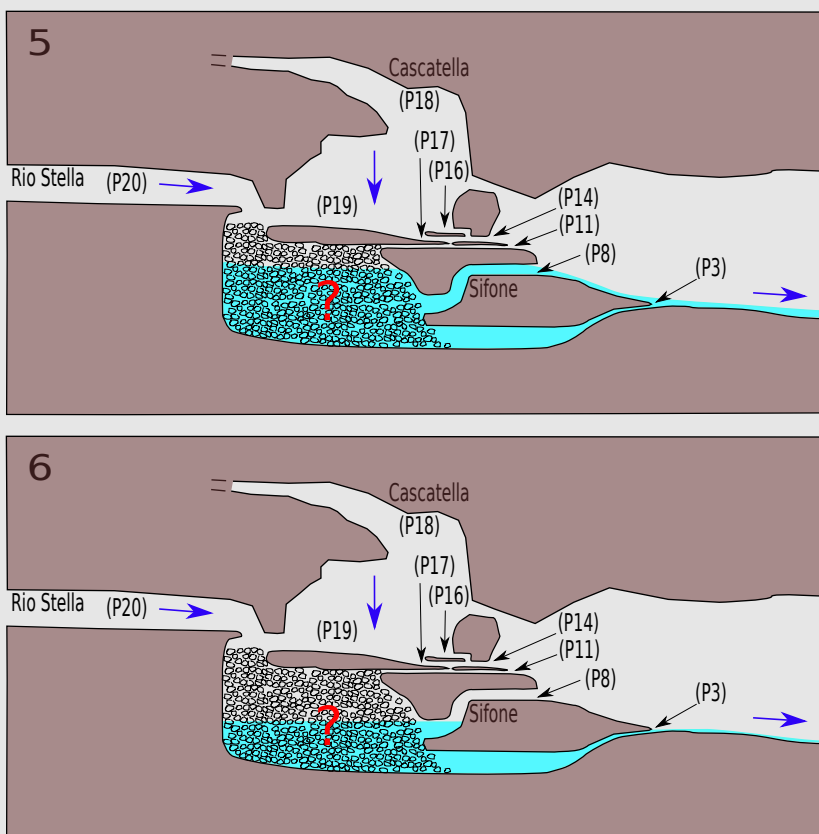 5
Cascatella
(P18)
(P17)
(P16)
Rio Stella (P20)
(P19)
(P14)
(P11)
(P8)
(P3)
Sifone
?
6
Cascatella
(P18)
(P17)
(P16)
Rio Stella (P20)
(P19)
(P14)
(P11)
(P8)
(P3)
Sifone
?